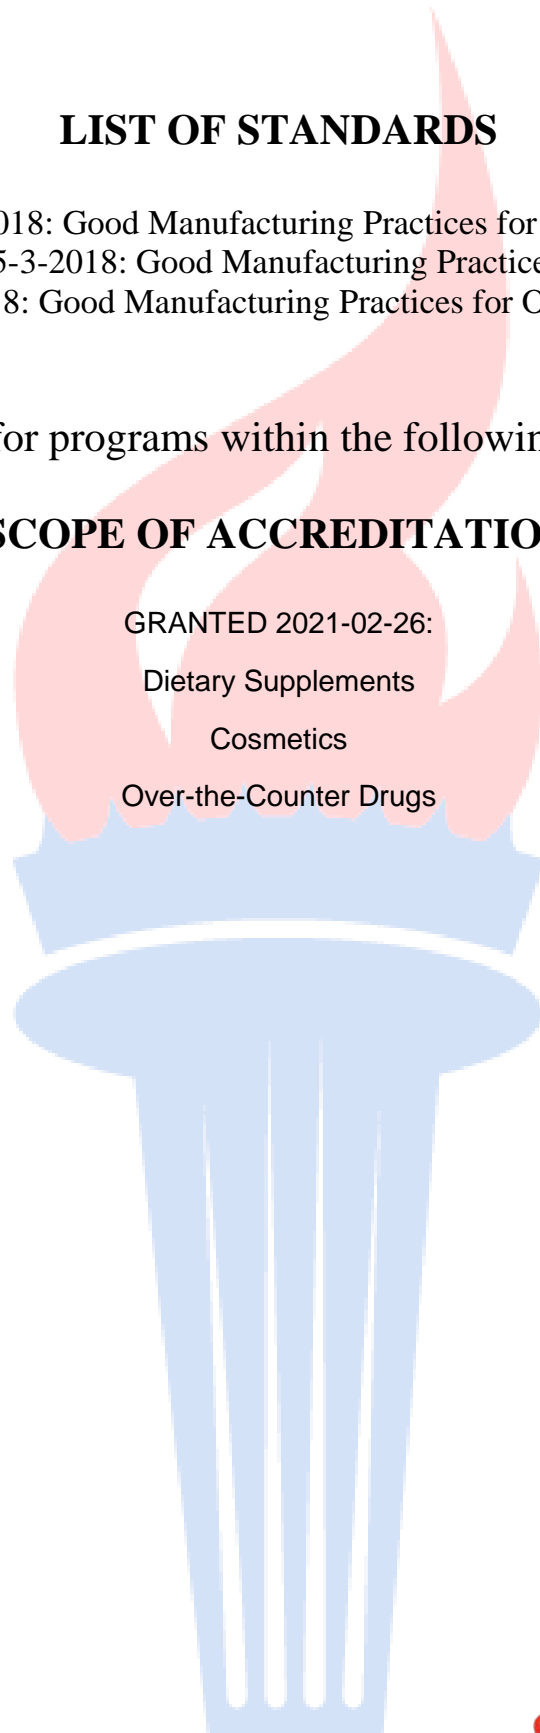 LIST OF STANDARDS
018: Good Manufacturing Practices for
5-3-2018: Good Manufacturing Practice
8: Good Manufacturing Practices for O
for programs within the followin
SCOPE OF ACCREDITATIO
GRANTED 2021-02-26:
Dietary Supplements
Cosmetics
Over-the-Counter Drugs